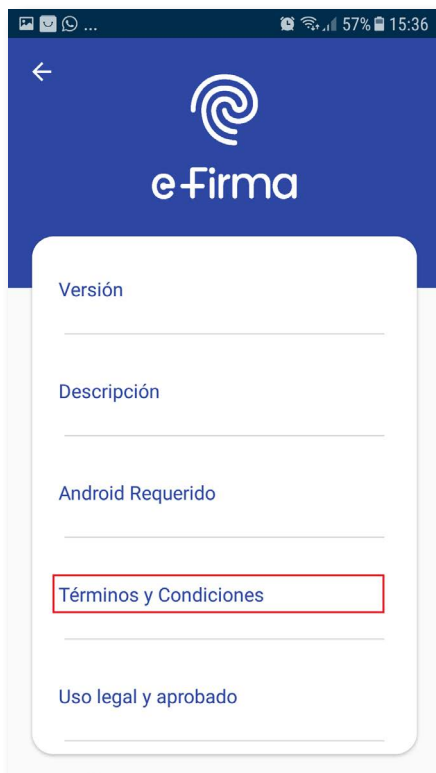 ... 57% 15:36
e-Firma
Versión
Descripción
Android Requerido
Términos y Condiciones
Uso legal y aprobado